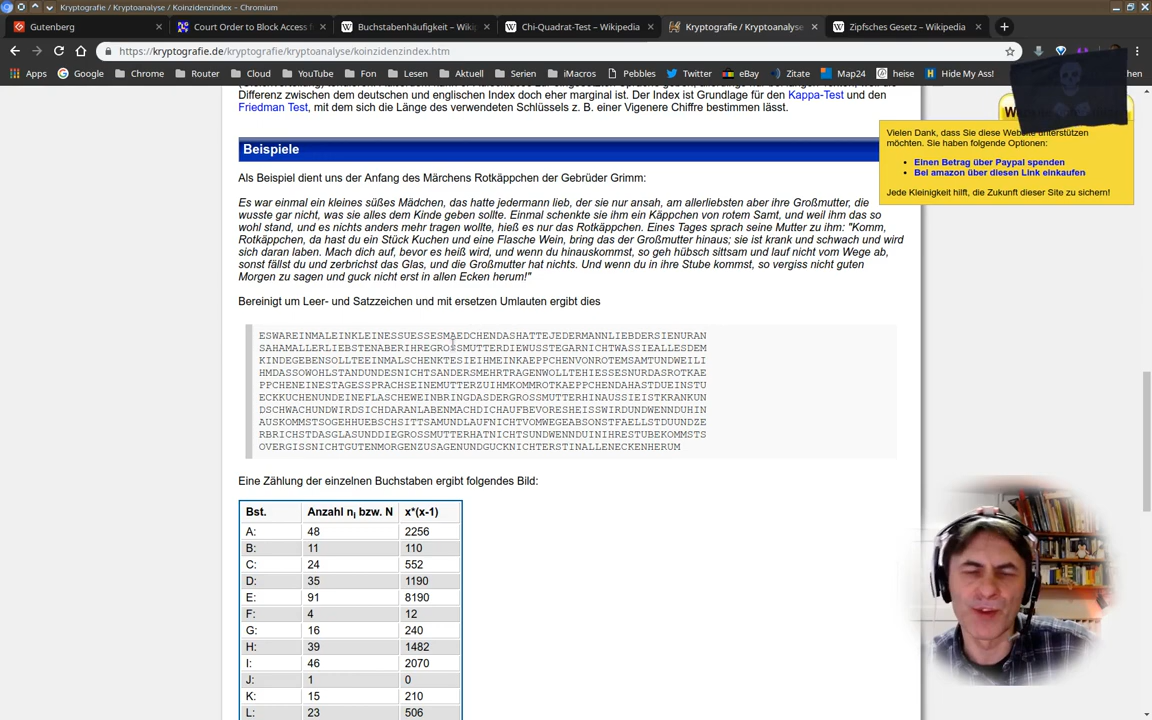 Kryptografie / Kryptoanalyse / Koinzidenzindex – Chromium
Gutenberg
Court Order to Block Access
Buchstabenhäufigkeit – Wiki
Chi-Quadrat-Test – Wikipedia
Kryptografie / Kryptoanalyse
Zipfsches Gesetz – Wikipedia
https://kryptografie.de/kryptografie/kryptoanalyse/koinzidenzindex.htm
Apps Google Chrome Router Cloud YouTube Fon Lesen Aktuell Serien iMacros Pebbles Twitter eBay Zitate Map24 heise Hide My Ass!
Differenz zwischen dem deutschen und englischen Index doch eher marginal ist. Der Index ist Grundlage für den Kappa-Test und den
Friedman Test, mit dem sich die Länge des verwendeten Schlüssels z. B. einer Vigenere Chiffre bestimmen lässt.
Vielen Dank, dass Sie diese Website unterstützen
möchten. Sie haben folgende Optionen:
Einen Betrag über Paypal spenden
Bei amazon über diesen Link einkaufen
Jede Kleinigkeit hilft, die Zukunft dieser Site zu sichern!
Beispiele
Als Beispiel dient uns der Anfang des Märchens Rotkäppchen der Gebrüder Grimm:
Es war einmal ein kleines süßes Mädchen, das hatte jedermann lieb, der sie nur ansah, am allerliebsten aber ihre Großmutter, die
wusste gar nicht, was sie alles dem Kinde geben sollte. Einmal schenkte sie ihm ein Käppchen von rotem Samt, und weil ihm das so
wohl stand, und es nichts anders mehr tragen wollte, hieß es nur das Rotkäppchen. Eines Tages sprach seine Mutter zu ihm: "Komm,
Rotkäppchen, da hast du ein Stück Kuchen und eine Flasche Wein, bring das der Großmutter hinaus; sie ist krank und schwach und wird
sich daran laben. Mach dich auf, bevor es heiß wird, und wenn du hinauskommst, so geh hübsch sittsam und lauf nicht vom Wege ab,
sonst fällst du und zerbrichst das Glas, und die Großmutter hat nichts. Und wenn du in ihre Stube kommst, so vergiss nicht guten
Morgen zu sagen und guck nicht erst in allen Ecken herum!"
Bereinigt um Leer- und Satzzeichen und mit ersetzen Umlauten ergibt dies
ESWAREINMALEINKLEINESSUESSESMAEDCHENDASHATTEJEDERMANNLIEBDERSIENURAN
SAHAMALLERLIEBSTENABERIHREGROSSMUTTERDIEWUSSTEGARNICHTWASSIEALLESDEM
KINDEGEBENSOLLTEEINMALSCHENKTESIEIHMEINKAEPPCHENVONROTEMSAMTUNDWEILI
HMDASSOWOHLSTANDUNDESNICHTSANDERSMEHRTRAGENWOLLTEHIESSESNURDASROTKAE
PPCHENEINESTAGESSPRACHSEINEMUTTERZUIHMKOMMROTKAEPPCHENDAHASTDUEINSTU
ECKKUCHENUNDEINEFLASCHEWEINBRINGDASDERGROSSMUTTERHINAUSSIEISTKRANKUN
DSCHWACHUNDWIRDSICHDARANLABENMACHDICHAUFBEVORESHEISSWIRDUNDWENNDUHIN
AUSKOMMSTSOGEHHUEBSCHSITTSAMUNDLAUFNICHTVOMWEGEABSONSTFAELLSTDUUNDZE
RBRICHSTDASGLASUNDDIEGROSSMUTTERHATNICHTSUNDWENNDUINIHRESTUBEKOMMSTS
OVERGISSNICHTGUTENMORGENZUSAGENUNDGUCKNICHTERSTINALLENECKENHERUM
Eine Zählung der einzelnen Buchstaben ergibt folgendes Bild:
Bst. Anzahl ni bzw. N x*(x-1)
A: 48 2256
B: 11 110
C: 24 552
D: 35 1190
E: 91 8190
F: 4 12
G: 16 240
H: 39 1482
I: 46 2070
J: 1 0
K: 15 210
L: 23 506